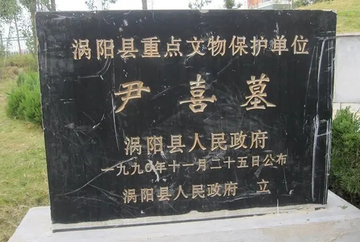 涡阳县重点文物保护单位
尹喜墓
涡阳县人民政府
一九九〇年十一月二十五日公布
涡阳县人民政府 立